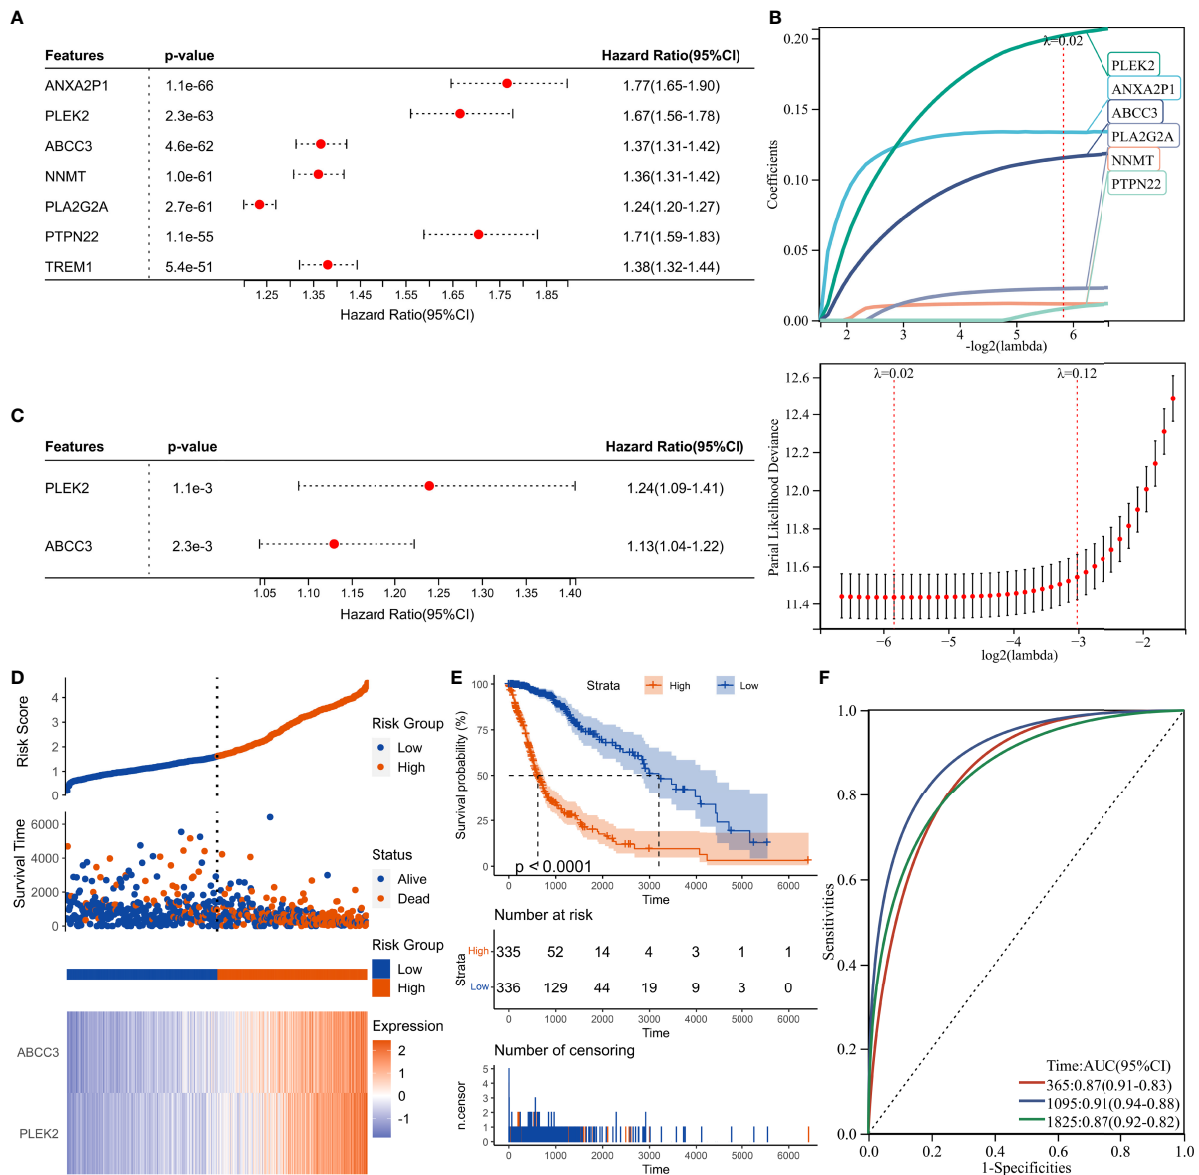 A
Features p-value Hazard Ratio(95%CI)
ANXA2P1 1.1e-66 1.77(1.65-1.90)
PLEK2 2.3e-63 1.67(1.56-1.78)
ABCC3 4.6e-62 1.37(1.31-1.42)
NNMT 1.0e-61 1.36(1.31-1.42)
PLA2G2A 2.7e-61 1.24(1.20-1.27)
PTPN22 1.1e-55 1.71(1.59-1.83)
TREM1 5.4e-51 1.38(1.32-1.44)
1.25 1.35 1.45 1.55 1.65 1.75 1.85
Hazard Ratio(95%CI)
B
λ=0.02
0.20
0.15
0.10
0.05
0.00
Coefficients
PLEK2
ANXA2P1
ABCC3
PLA2G2A
NNMT
PTPN22
2 3 4 5 6
-log2(lambda)
λ=0.02 λ=0.12
12.6
12.4
12.2
12.0
11.8
11.6
11.4
Parial Likelihood Deviance
−6 −5 −4 −3 −2
log2(lambda)
C
Features p-value Hazard Ratio(95%CI)
PLEK2 1.1e-3 1.24(1.09-1.41)
ABCC3 2.3e-3 1.13(1.04-1.22)
1.05 1.10 1.15 1.20 1.25 1.30 1.35 1.40
Hazard Ratio(95%CI)
D
4
3
2
1
0
Risk Score
Risk Group
Low
High
6000
4000
2000
0
Survival Time
Status
Alive
Dead
Risk Group
Low
High
ABCC3
PLEK2
Expression
2
1
0
−1
E
Strata High Low
100
75
50
25
0
Survival probability (%)
p < 0.0001
0 1000 2000 3000 4000 5000 6000
Time
Number at risk
Strata
High 335 52 14 4 3 1 1
Low 336 129 44 19 9 3 0
0 1000 2000 3000 4000 5000 6000
Time
Number of censoring
5
4
3
2
1
0
n.censor
0 1000 2000 3000 4000 5000 6000
Time
F
1.0
0.8
0.6
0.4
0.2
0.0
Sensitivities
Time:AUC(95%CI)
365:0.87(0.91-0.83)
1095:0.91(0.94-0.88)
1825:0.87(0.92-0.82)
0.0 0.2 0.4 0.6 0.8 1.0
1-Specificities